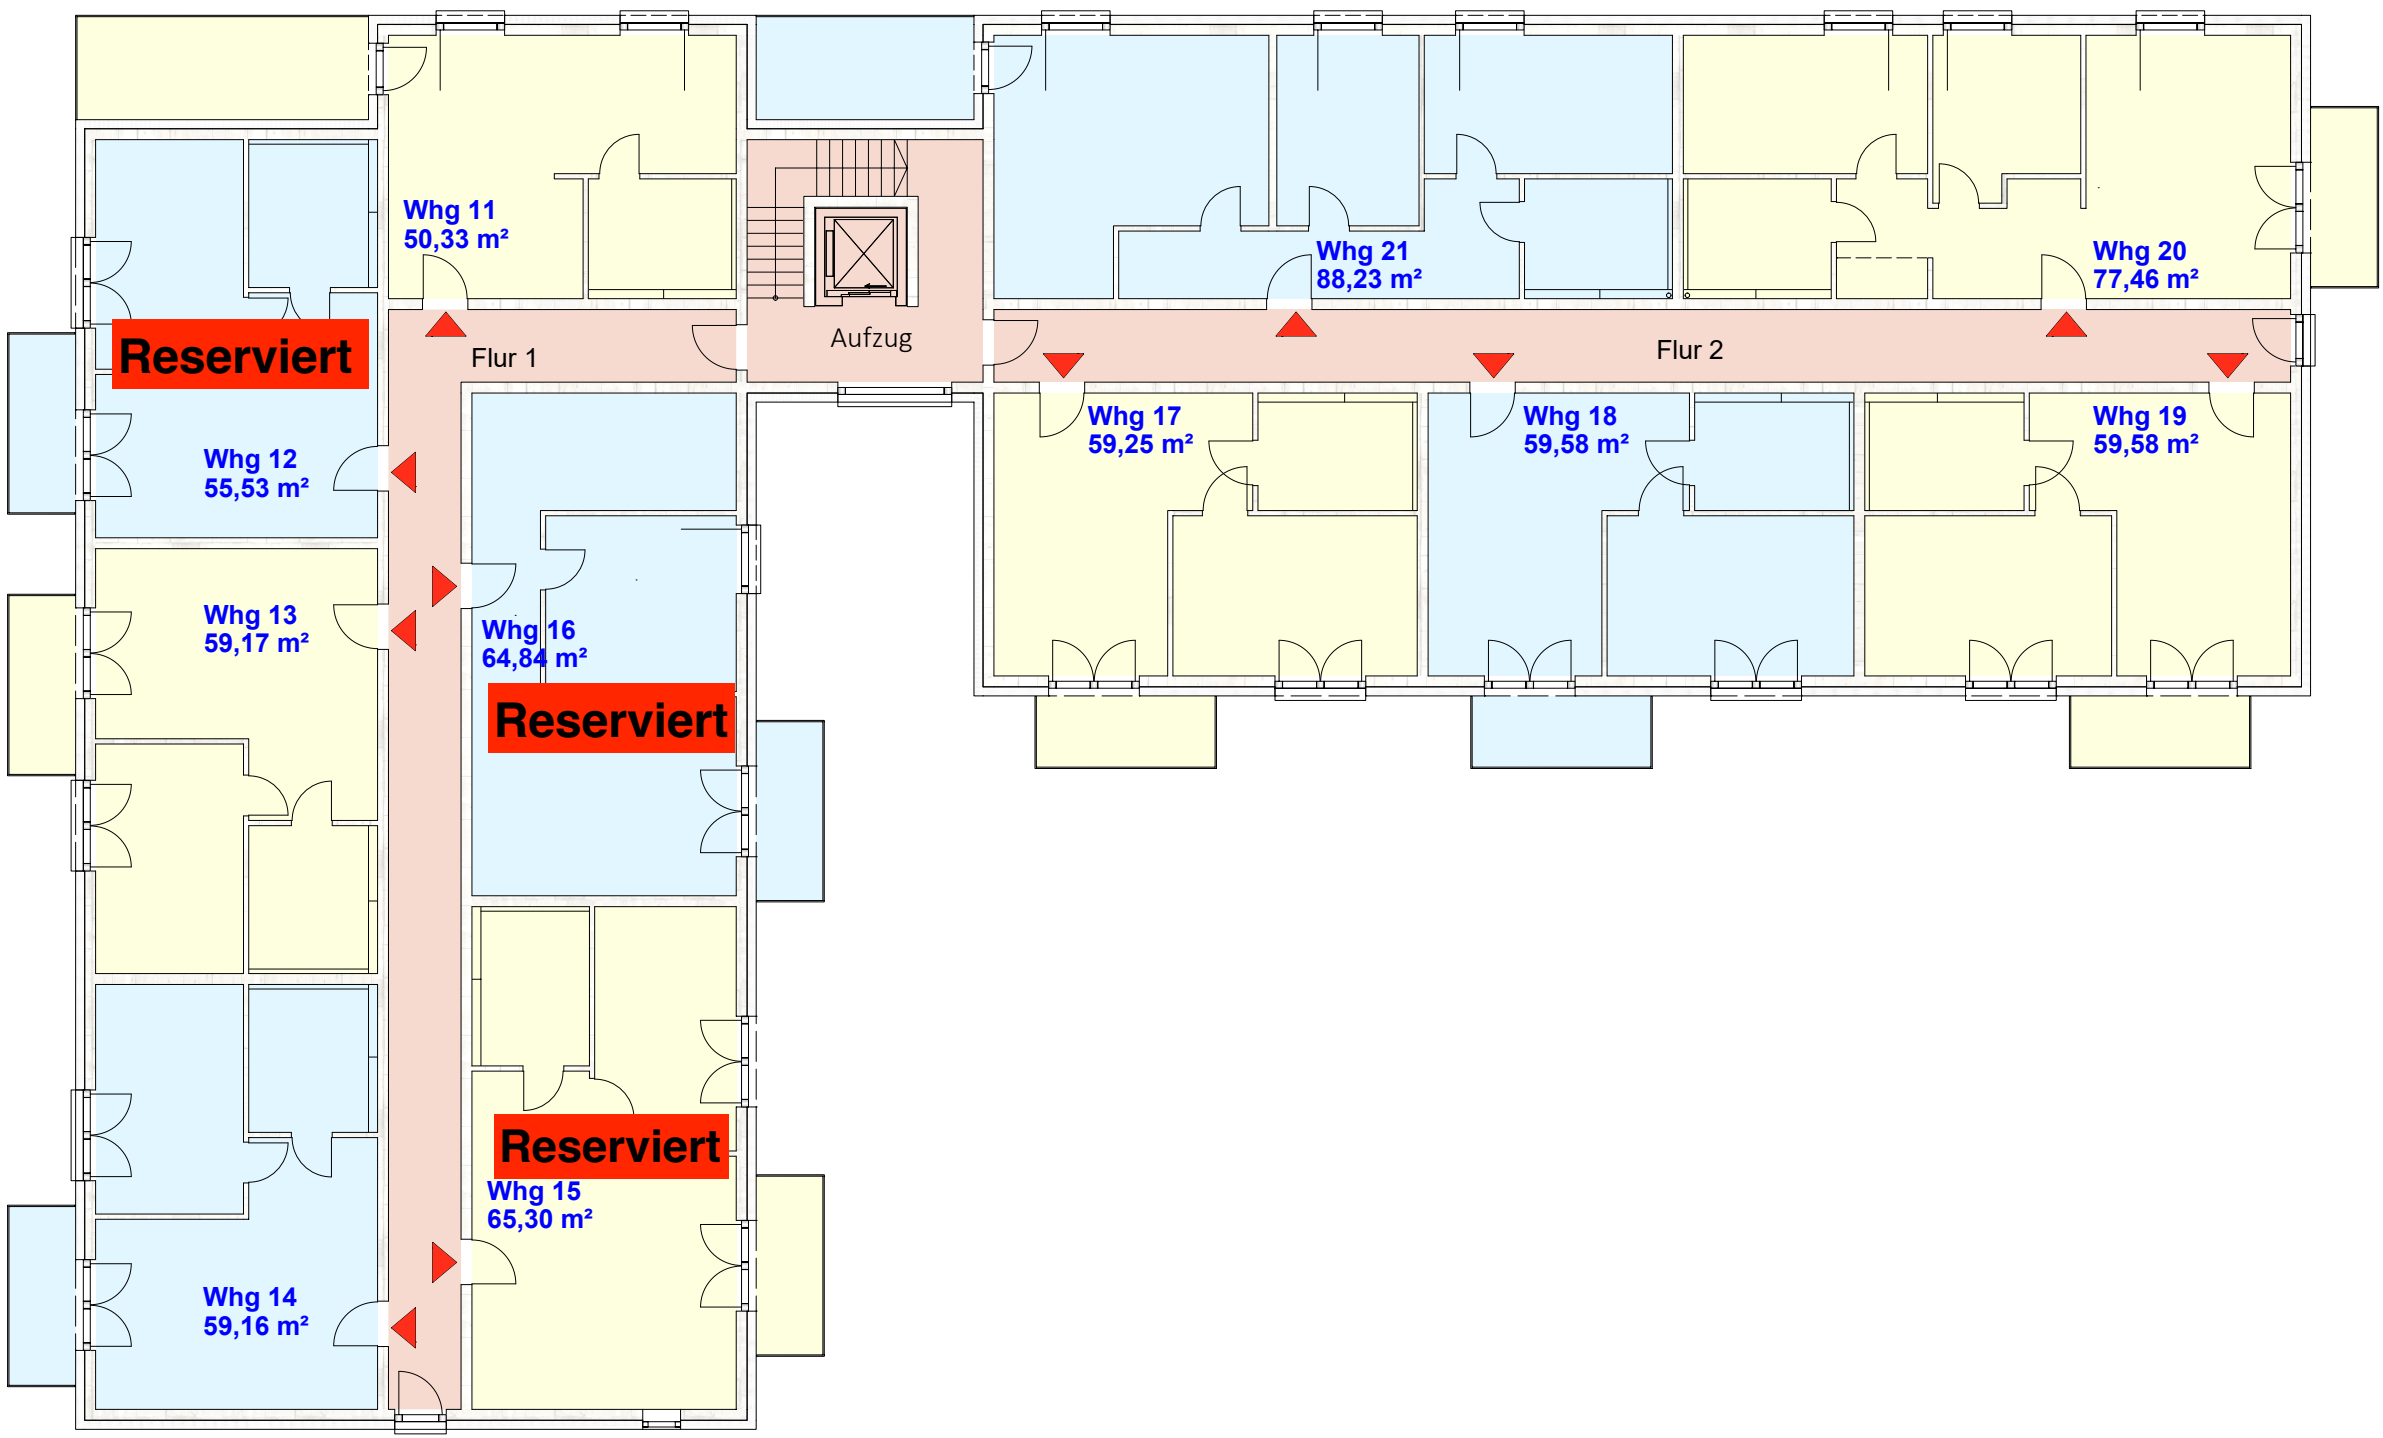 Whg 11
50,33 m²
Whg 21
88,23 m²
Whg 20
77,46 m²
Reserviert
Flur 1
Aufzug
Flur 2
Whg 12
55,53 m²
Whg 17
59,25 m²
Whg 18
59,58 m²
Whg 19
59,58 m²
Whg 13
59,17 m²
Whg 16
64,84 m²
Reserviert
Reserviert
Whg 15
65,30 m²
Whg 14
59,16 m²